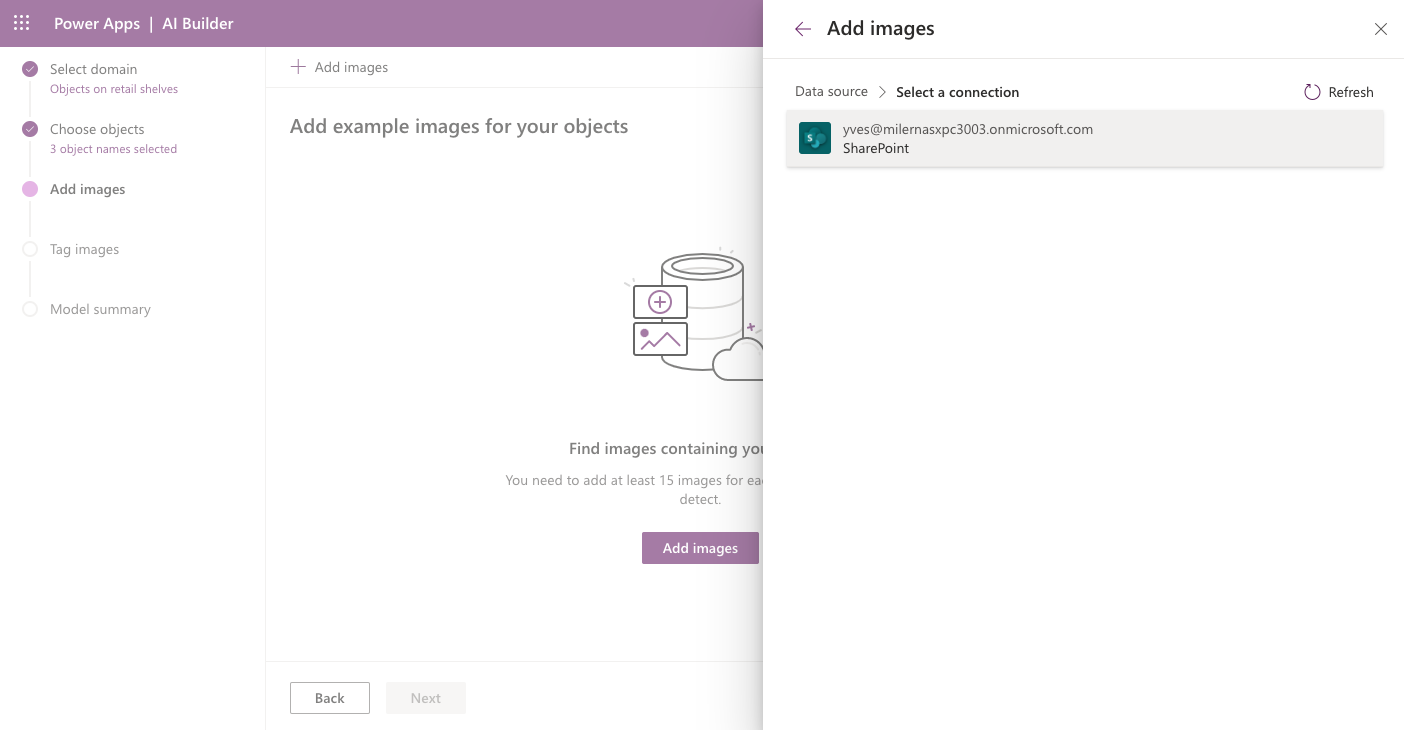 Power Apps | AI Builder
Select domain
Objects on retail shelves
Choose objects
3 object names selected
Add images
Tag images
Model summary
Add images
Add example images for your objects
Find images containing you
You need to add at least 15 images for eac
detect.
Add images
Back
Next
Add images
Data source > Select a connection
Refresh
yves@milernasxpc3003.onmicrosoft.com
SharePoint